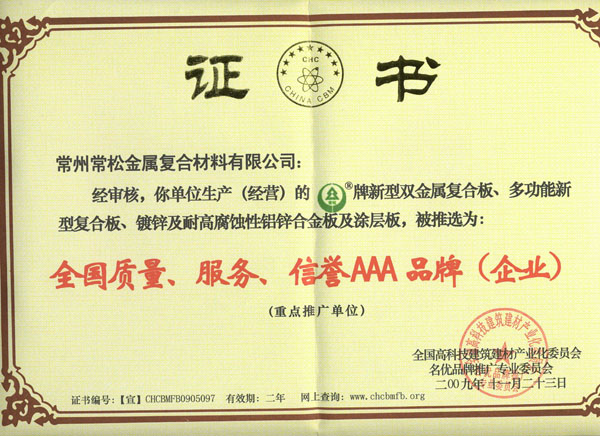 证 书
CHC
CHINA CBM
常州常松金属复合材料有限公司:
经审核,你单位生产(经营)的®牌新型双金属复合板、多功能新
型复合板、镀锌及耐高腐蚀性铝锌合金板及涂层板,被推选为:
全国质量、服务、信誉AAA品牌(企业)
(重点推广单位)
全国高科技建筑建材产业化委员会
名优品牌推广专业委员会
二00九年十一月二十三日
证书编号:【宣】CHCBMFB0905097 有效期:二年 网上查询:www.chcbmfb.org